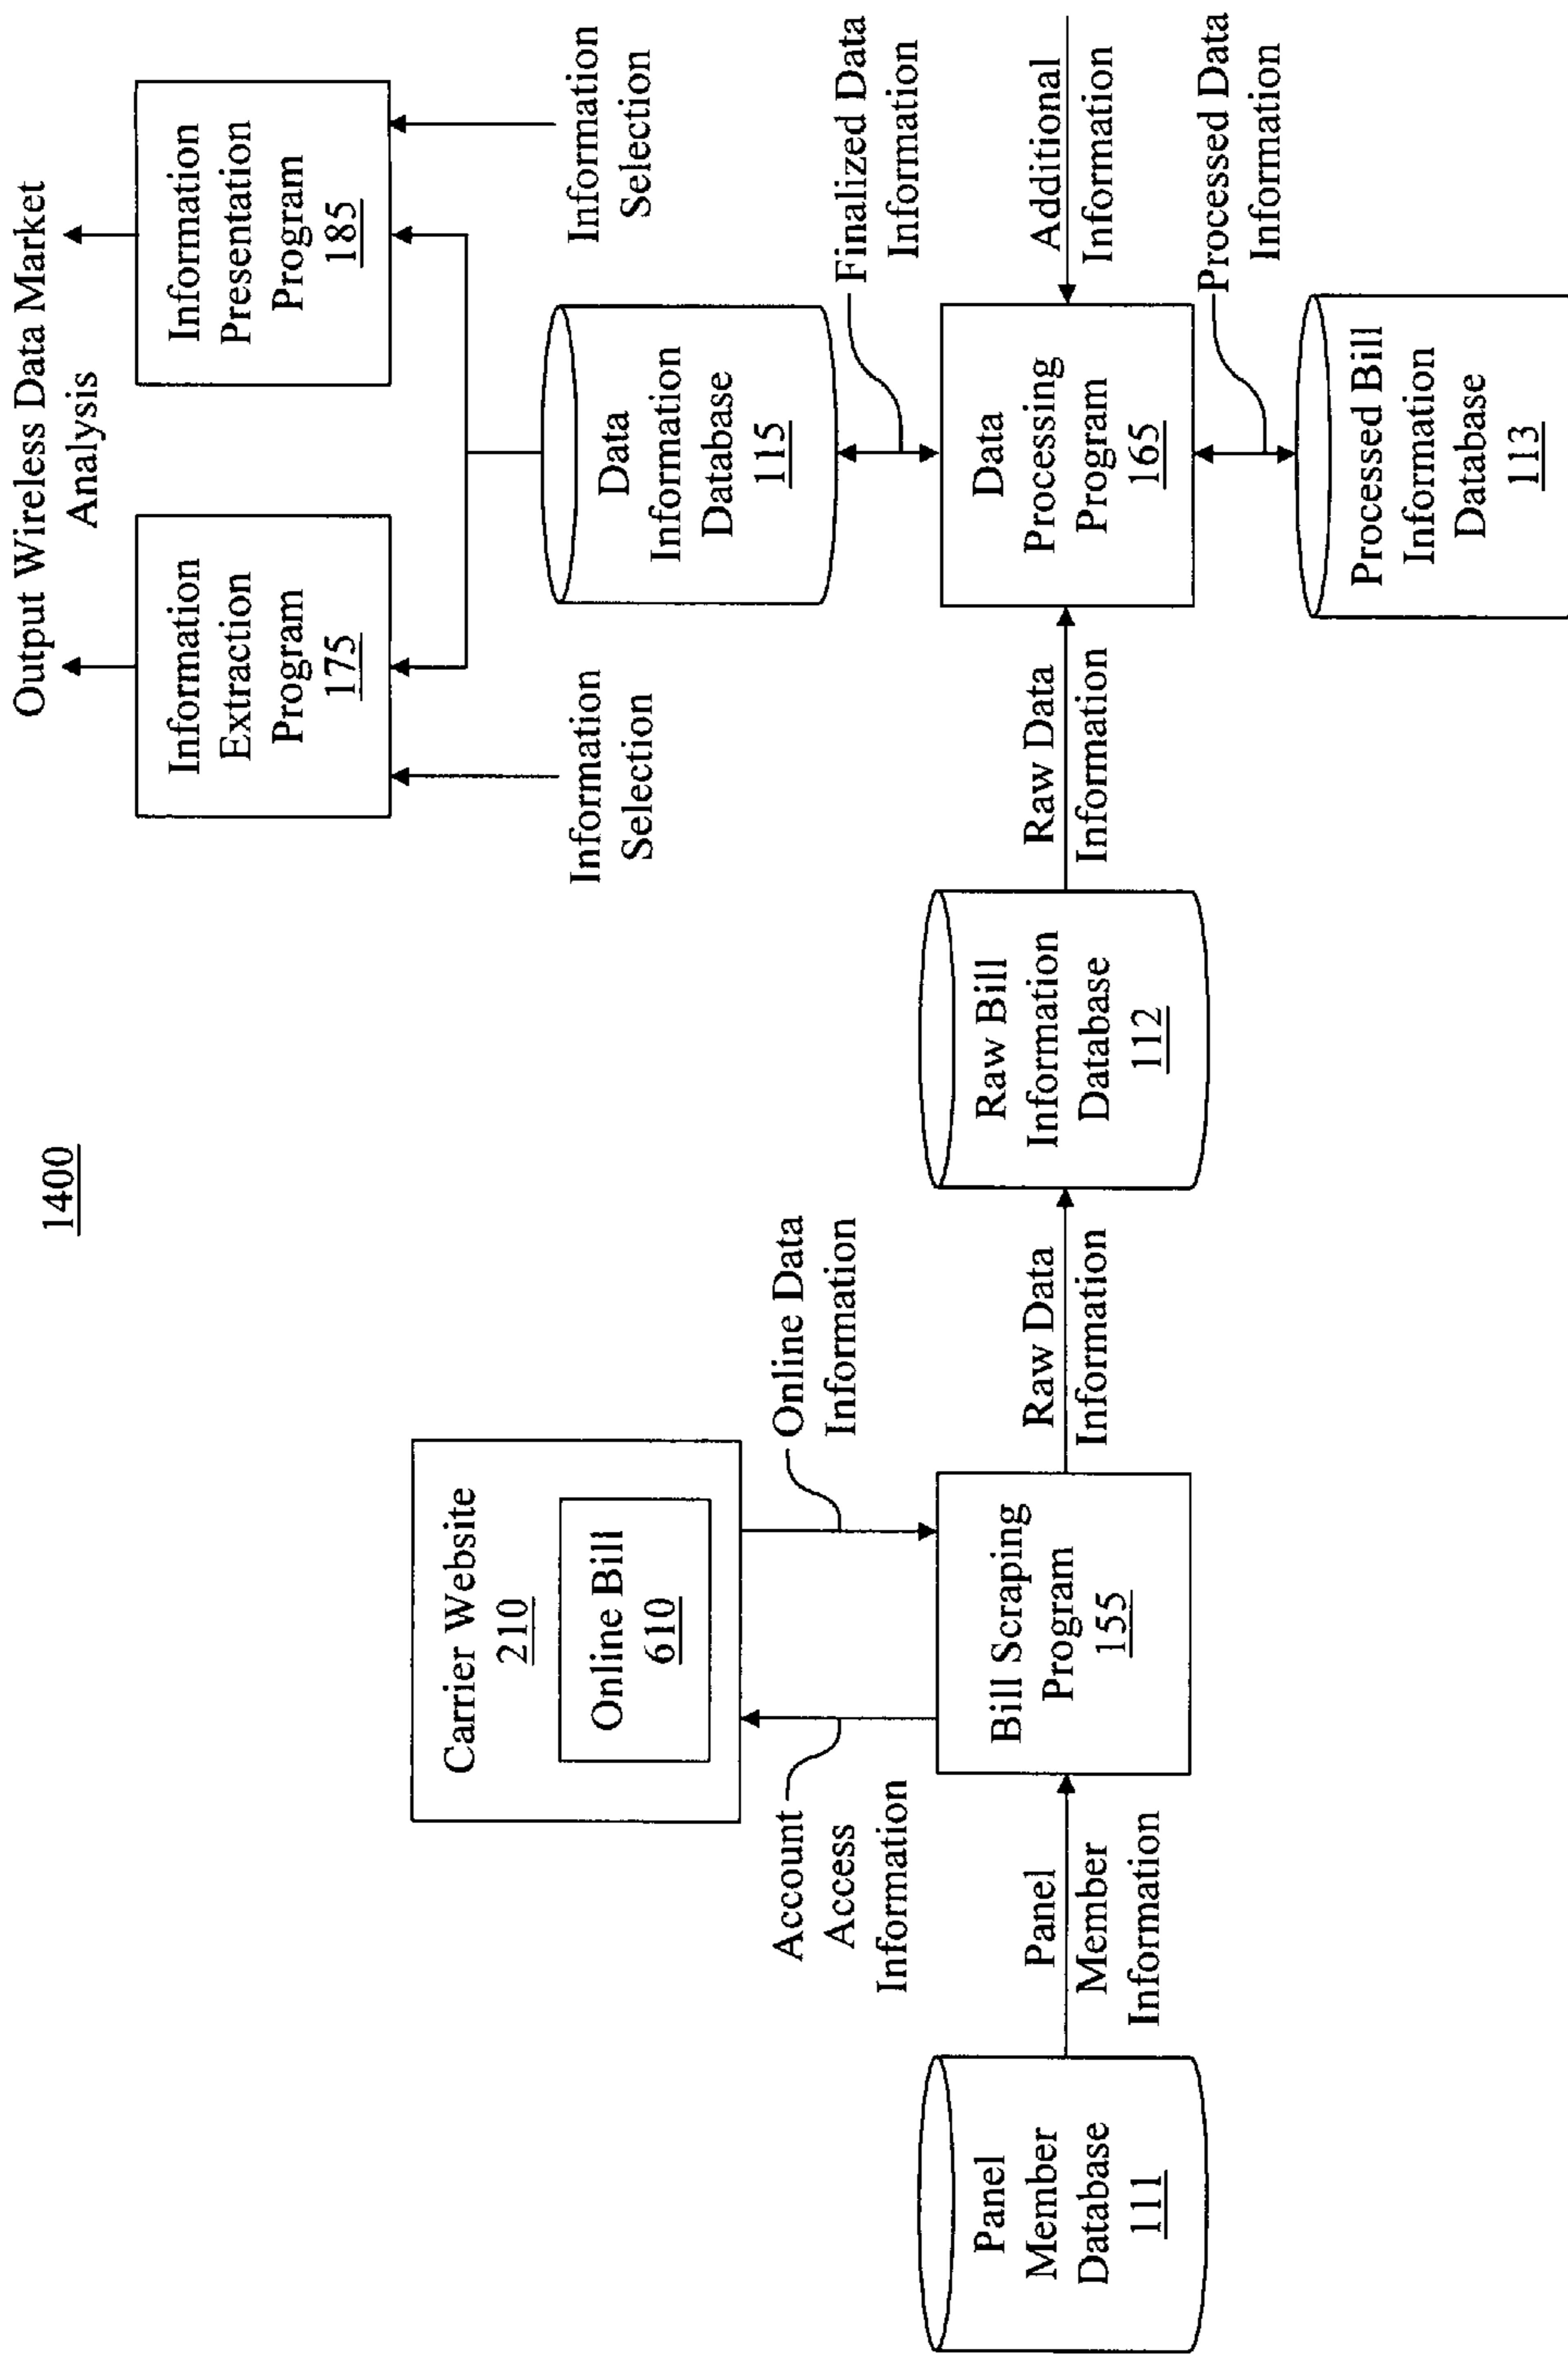 1400
Output Wireless Data Market
Analysis
Information
Extraction
Program
175
Information
Presentation
Program
185
Information
Selection
Information
Selection
Carrier Website
210
Online Bill
610
Data
Information
Database
115
Account
Access
Information
Online Data
Information
Finalized Data
Information
Panel
Member
Database
111
Panel
Member
Information
Bill Scraping
Program
155
Raw Data
Information
Raw Bill
Information
Database
112
Raw Data
Information
Data
Processing
Program
165
Additional
Information
Processed Data
Information
Processed Bill
Information
Database
113